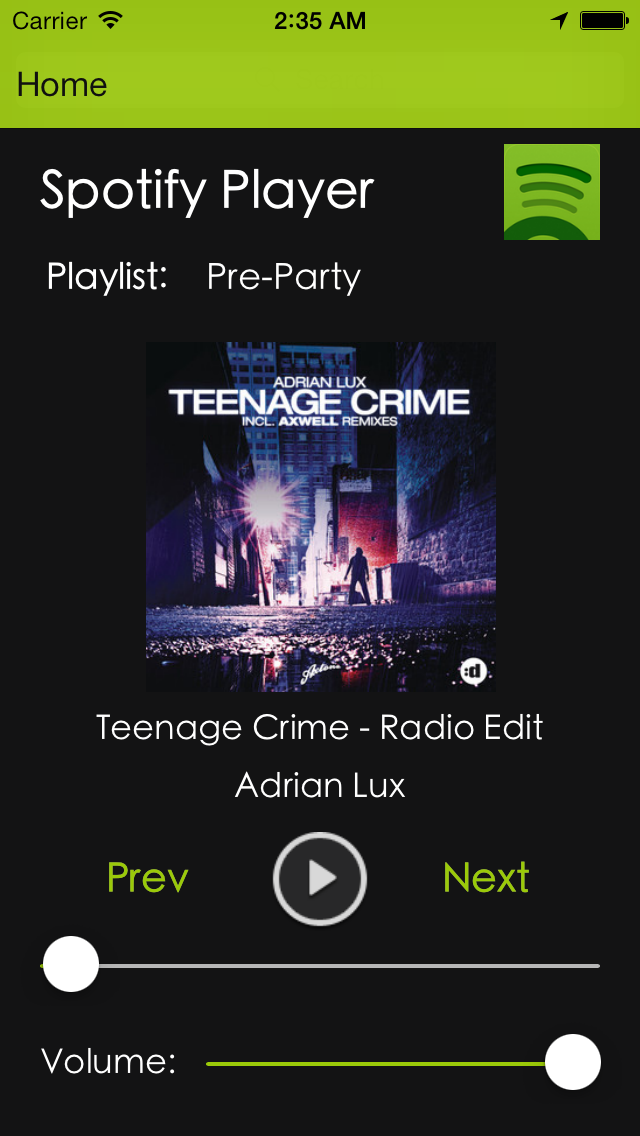 Carrier 2:35 AM
Home
Spotify Player
Playlist: Pre-Party
ADRIAN LUX
TEENAGE CRIME
INCL. AXWELL REMIXES
Axtone
:d
Teenage Crime - Radio Edit
Adrian Lux
Prev Next
Volume: